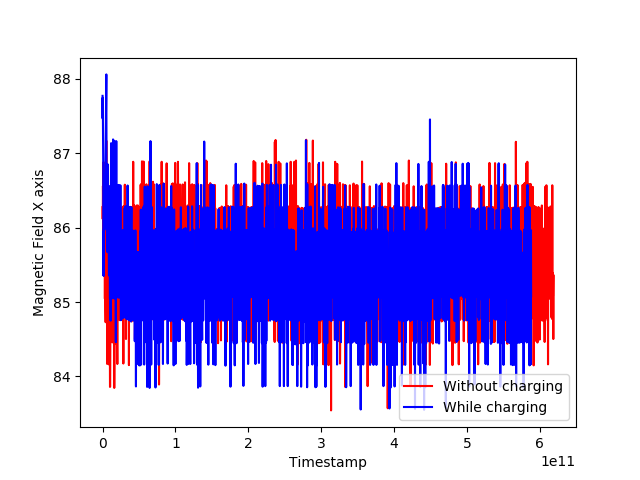 88
87
86
85
84
Magnetic Field X axis
Without charging
While charging
0 1 2 3 4 5 6
1e11
Timestamp